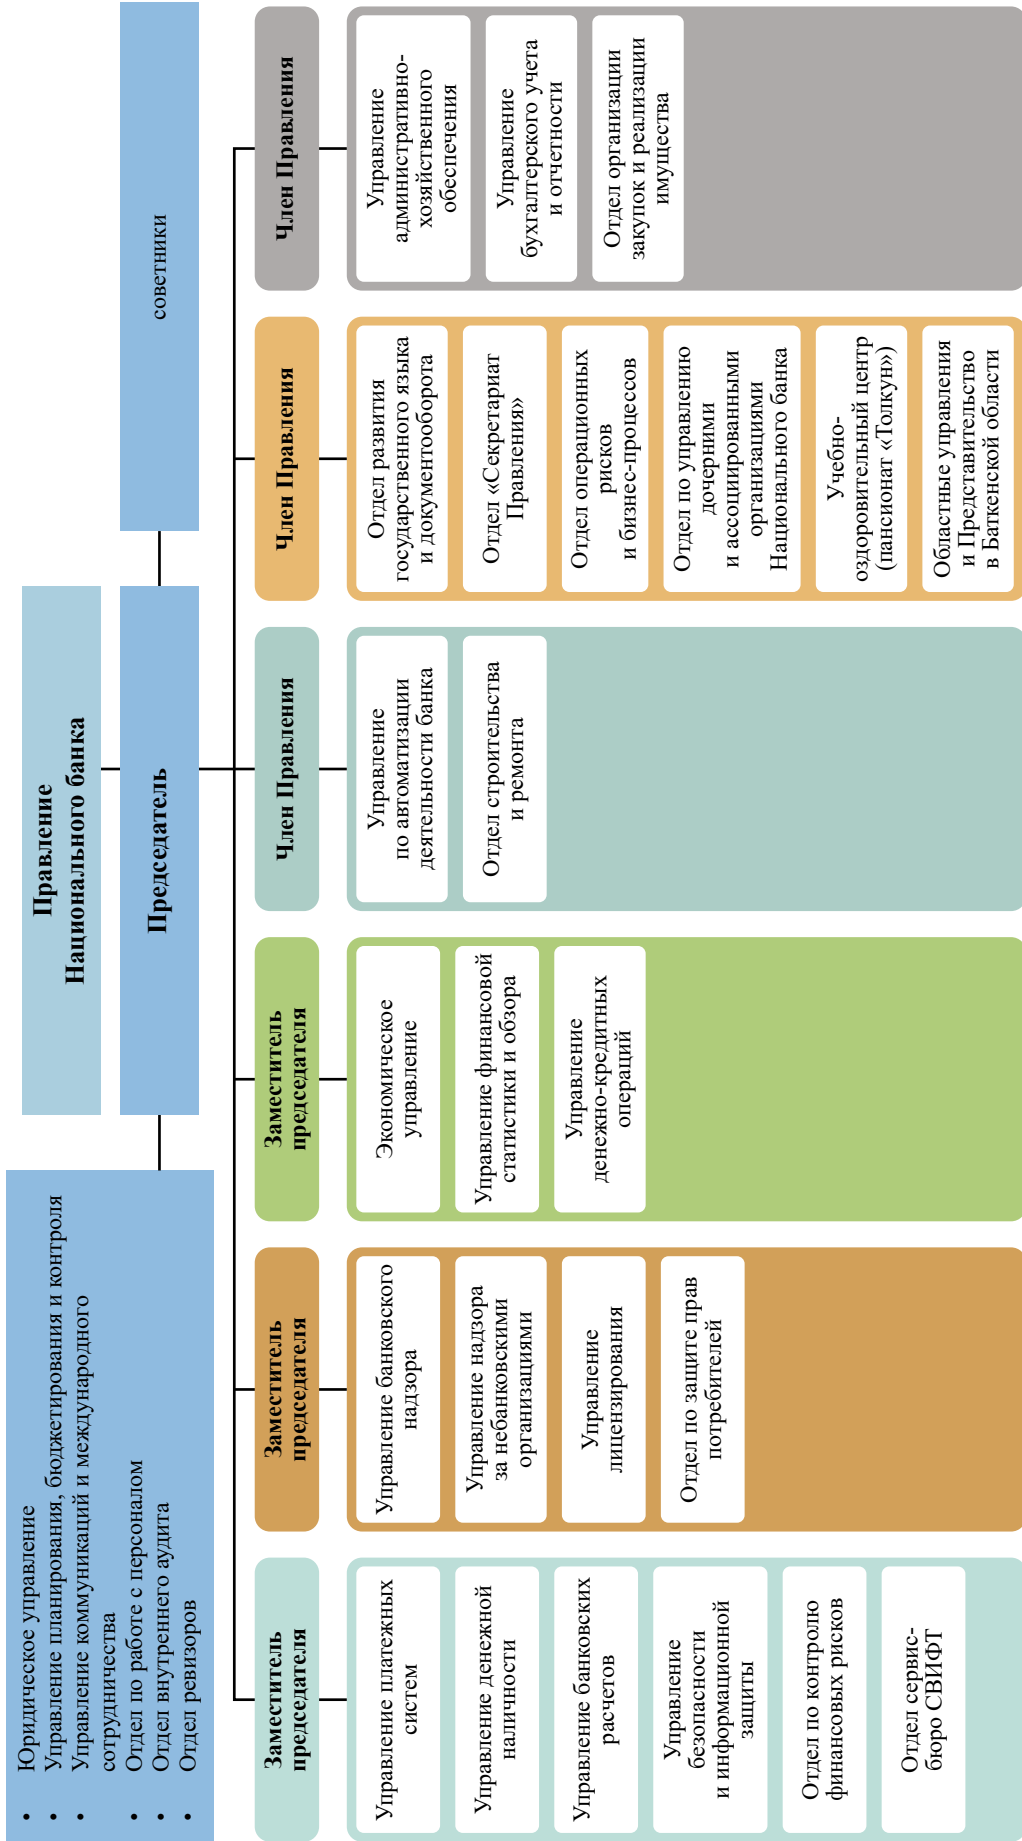 Правление
Национального банка
• Юридическое управление
• Управление планирования, бюджетирования и контроля
• Управление коммуникаций и международного
сотрудничества
• Отдел по работе с персоналом
• Отдел внутреннего аудита
• Отдел ревизоров
Председатель
советники
Заместитель
председателя
Управление платежных
систем
Управление денежной
наличности
Управление банковских
расчетов
Управление
безопасности
и информационной
защиты
Отдел по контролю
финансовых рисков
Отдел сервис-
бюро СВИФТ
Заместитель
председателя
Управление банковского
надзора
Управление надзора
за небанковскими
организациями
Управление
лицензирования
Отдел по защите прав
потребителей
Заместитель
председателя
Экономическое
управление
Управление финансовой
статистики и обзора
Управление
денежно-кредитных
операций
Член Правления
Управление
по автоматизации
деятельности банка
Отдел строительства
и ремонта
Член Правления
Отдел развития
государственного языка
и документооборота
Отдел «Секретариат
Правления»
Отдел операционных
рисков
и бизнес-процессов
Отдел по управлению
дочерними
и ассоциированными
организациями
Национального банка
Учебно-
оздоровительный центр
(пансионат «Толкун»)
Областные управления
и Представительство
в Баткенской области
Член Правления
Управление
административно-
хозяйственного
обеспечения
Управление
бухгалтерского учета
и отчетности
Отдел организации
закупок и реализации
имущества